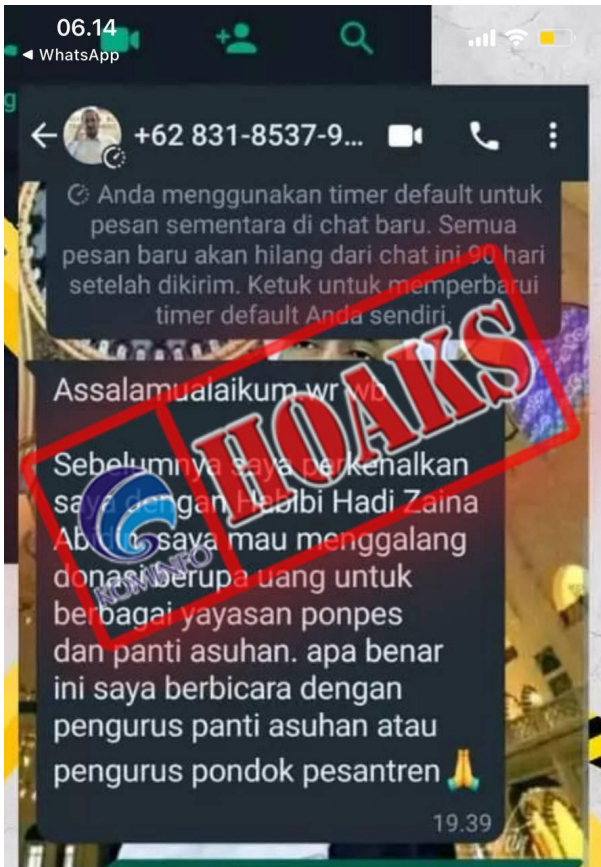 06.14
◀ WhatsApp
+62 831-8537-9...
Anda menggunakan timer default untuk
pesan sementara di chat baru. Semua
pesan baru akan hilang dari chat ini 90 hari
setelah dikirim. Ketuk untuk memperbarui
timer default Anda sendiri.
Assalamualaikum wr wb
HOAKS
KOMINFO
Sebelumnya saya perkenalkan
saya dengan Habibi Hadi Zaina
saya mau menggalang
donasi berupa uang untuk
berbagai yayasan ponpes
dan panti asuhan. apa benar
ini saya berbicara dengan
pengurus panti asuhan atau
pengurus pondok pesantren 🙏
19.39